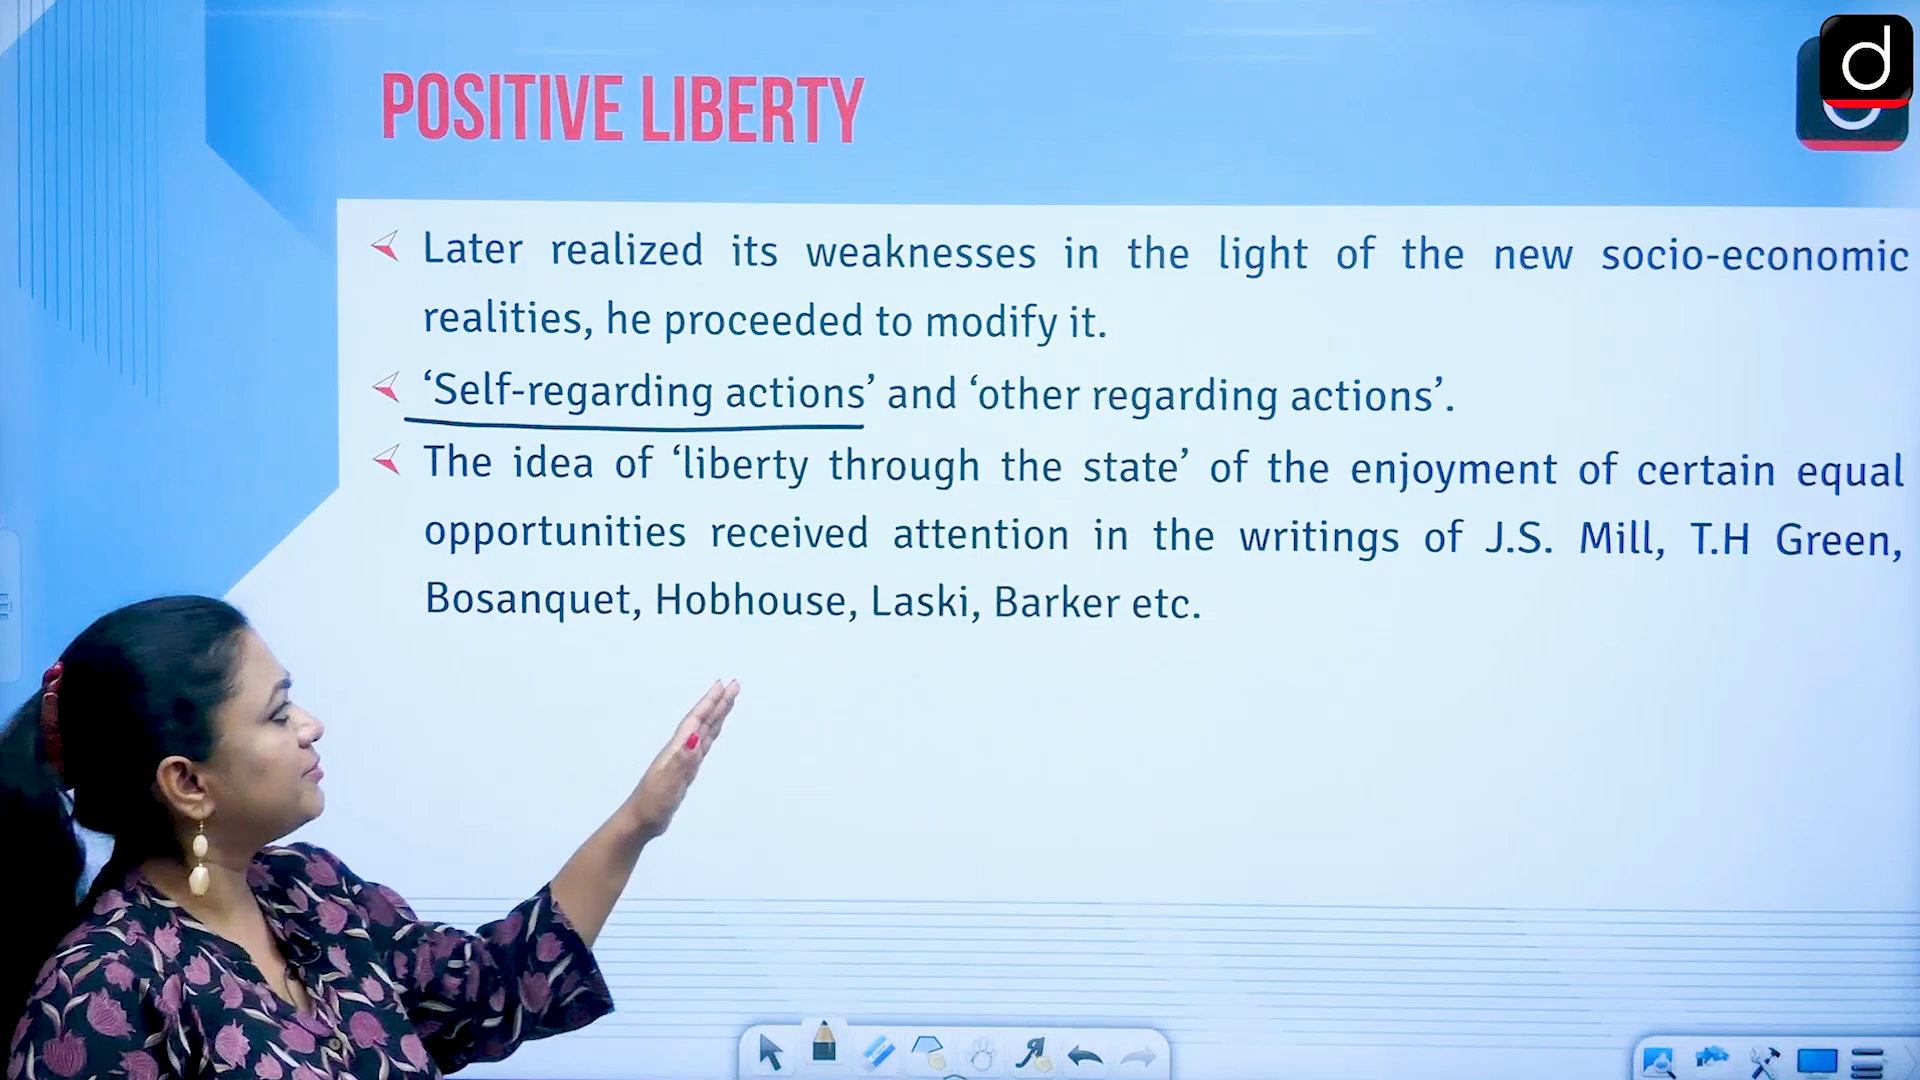 POSITIVE LIBERTY
Later realized its weaknesses in the light of the new socio-economic
realities, he proceeded to modify it.
‘Self-regarding actions’ and ‘other regarding actions’.
The idea of ‘liberty through the state’ of the enjoyment of certain equal
opportunities received attention in the writings of J.S. Mill, T.H Green,
Bosanquet, Hobhouse, Laski, Barker etc.
d